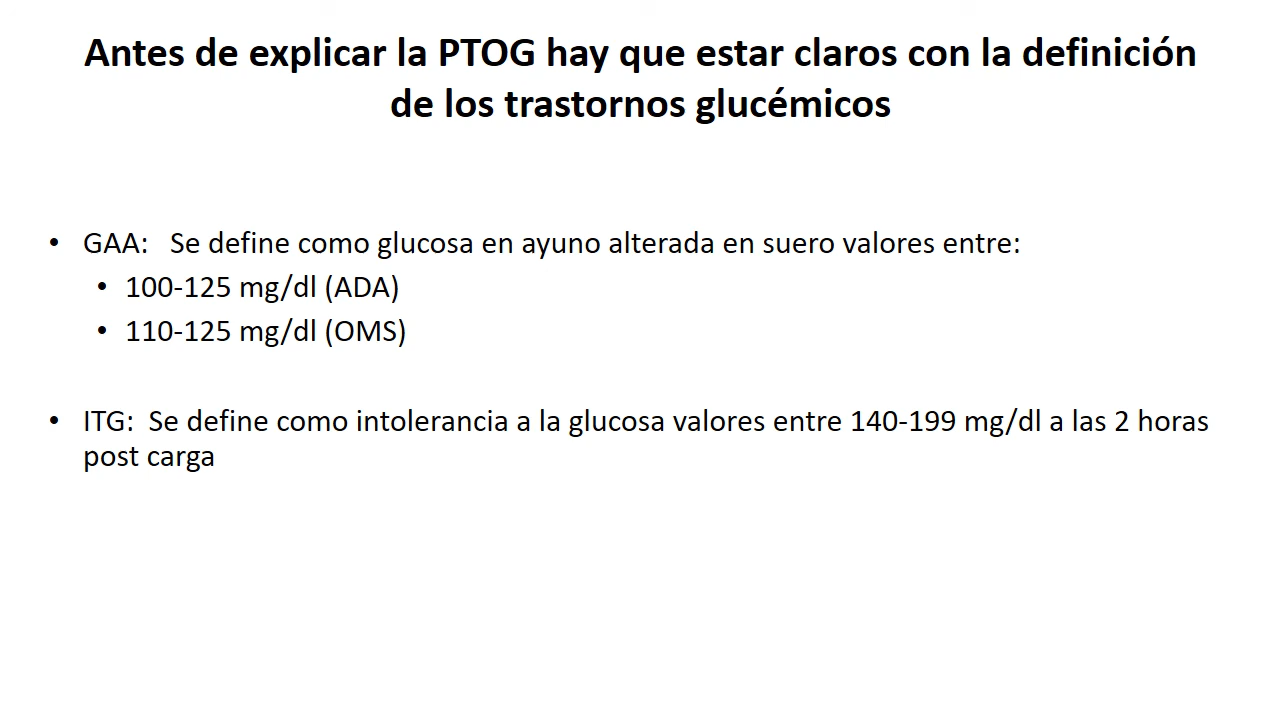 Antes de explicar la PTOG hay que estar claros con la definición
de los trastornos glucémicos
• GAA: Se define como glucosa en ayuno alterada en suero valores entre:
• 100-125 mg/dl (ADA)
• 110-125 mg/dl (OMS)
• ITG: Se define como intolerancia a la glucosa valores entre 140-199 mg/dl a las 2 horas
post carga